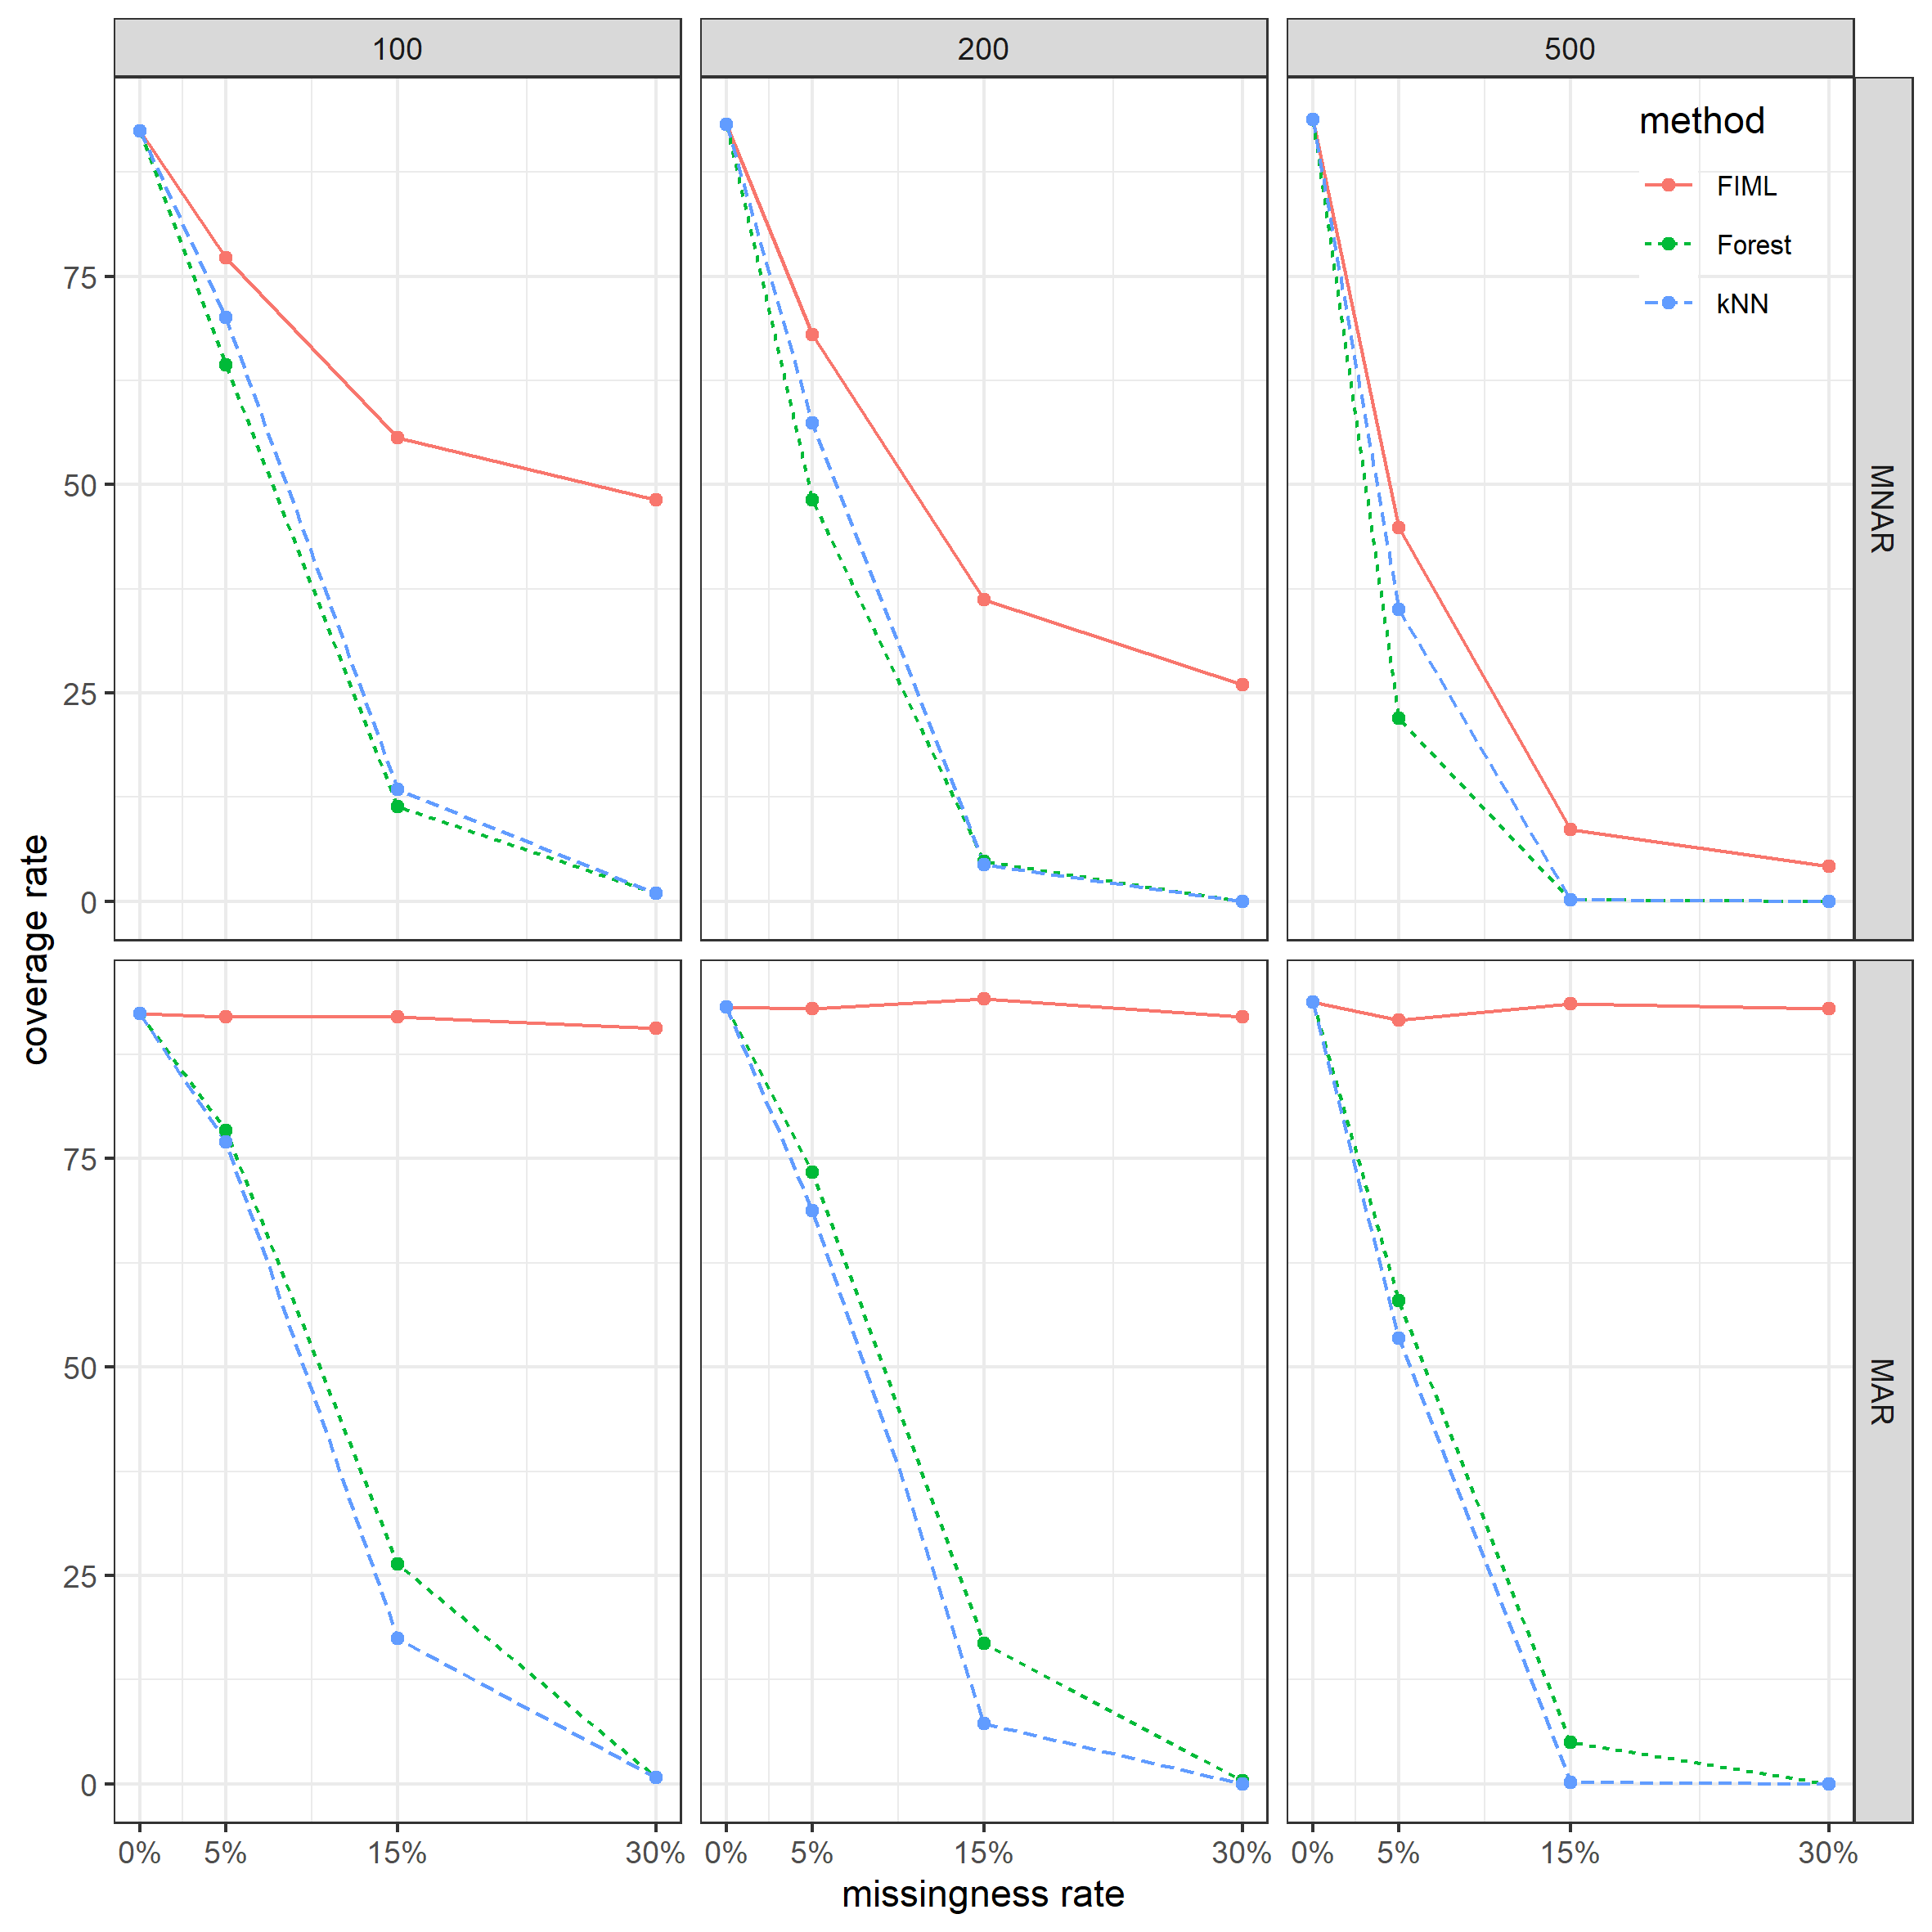 100 200 500
method
FIML
Forest
kNN
75
50
25
0
MNAR
coverage rate
75
50
25
0
MAR
0% 5% 15% 30% 0% 5% 15% 30% 0% 5% 15% 30%
missingness rate